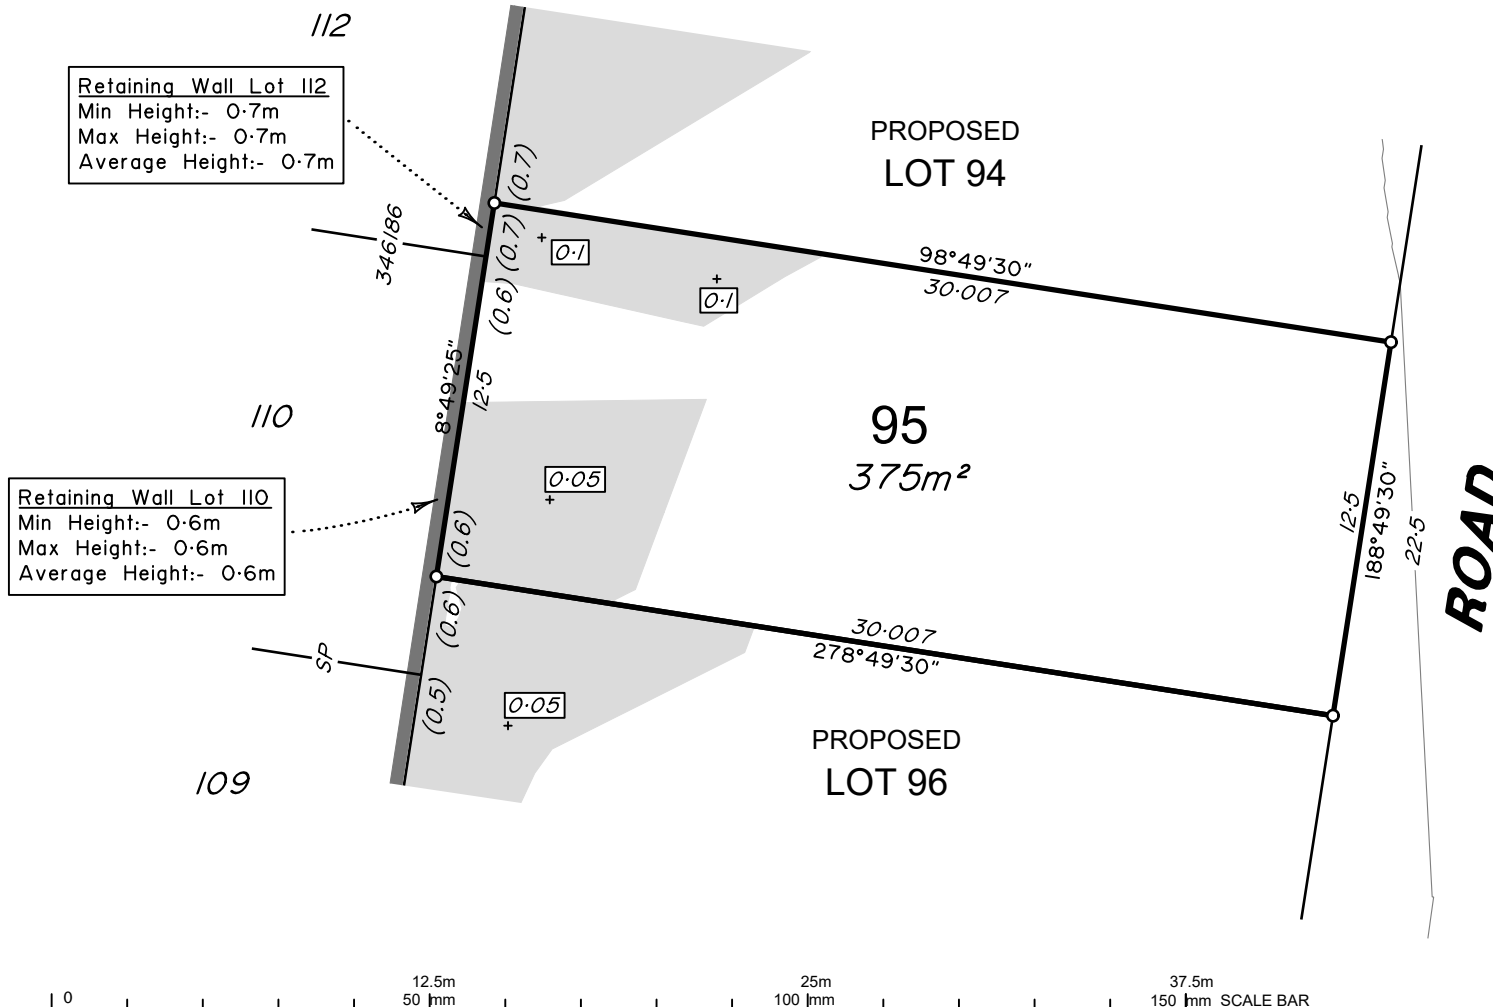 112
Retaining Wall Lot 112
Min Height:- 0·7m
Max Height:- 0·7m
Average Height:- 0·7m
PROPOSED
LOT 94
(0.7)
346186
(0.7)
0·1
0·1
(0.6)
98°49'30"
30·007
8°49'25"
12·5
110
95
375m²
0·05
Retaining Wall Lot 110
Min Height:- 0·6m
Max Height:- 0·6m
Average Height:- 0·6m
(0.6)
12·5
188°49'30"
22·5
ROAD
(0.6)
30·007
278°49'30"
SP
(0.5)
0·05
PROPOSED
LOT 96
109
12.5m 25m 37.5m
0 50 mm 100 mm 150 mm SCALE BAR